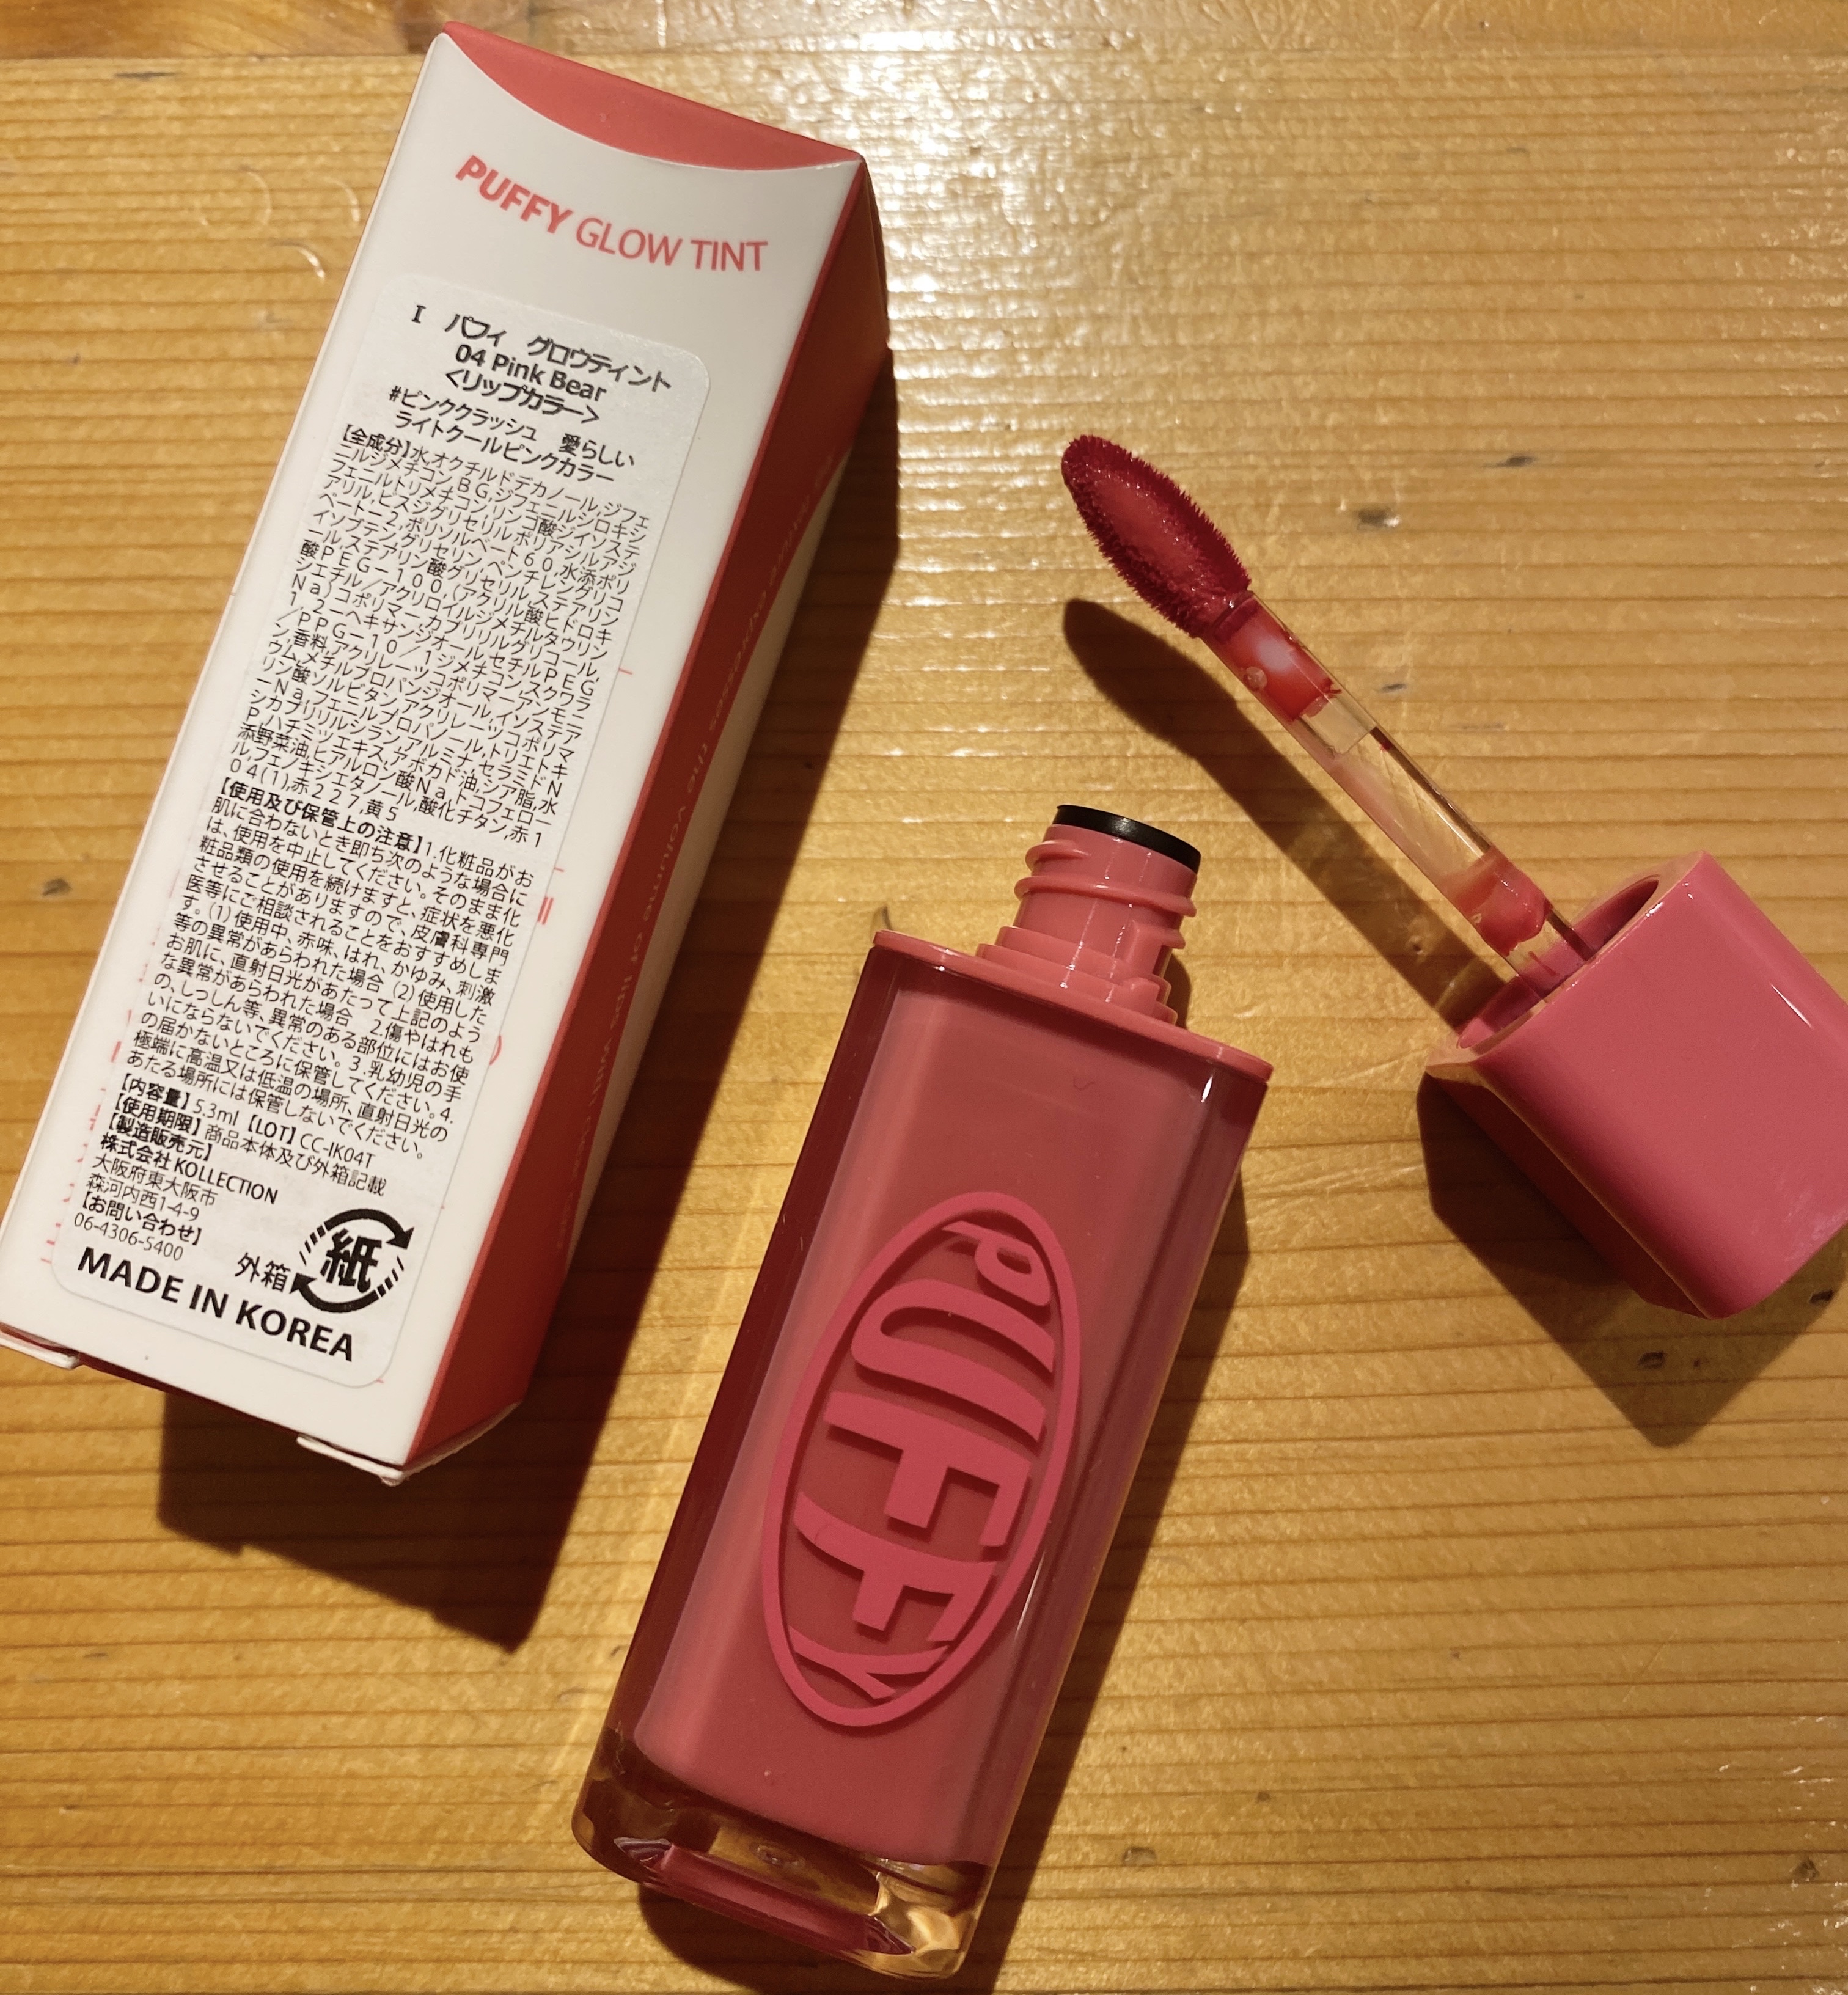 PUFFY GLOW TINT
I パフィ グロウティント
04 Pink Bear
<リップカラー>
#ピンククラッシュ 愛らしい
ライトクールピンクカラー
【全成分】水,オクチルドデカノール,ジフェ
ニルジメチコン,BG,ジフェニルシロキシ
フェニルトリメチコン,リンゴ酸ジイソステ
アリル,ビスジグリセリルポリアシルアジ
ペート-2,ポリソルベート60,水添ポリ
イソブテン,グリセリン,ペンチレングリコ
ール,ステアリン酸グリセリル,ステアリン
酸PEG-100,(アクリル酸ヒドロキ
シエチル/アクリロイルジメチルタウリン
Na)コポリマー,カプリリルグリコール,
1,2-ヘキサンジオール,セチルPEG
/PPG-10/1ジメチコン,スクワラ
ン,香料,アクリレーツコポリマーアンモニ
ウム,メチルプロパンジオール,イソステア
リン酸ソルビタン,アクリレーツコポリマ
ーNa,フェニルプロパノール,トリエトキ
シカプリリルシラン,アルミナ,セラミドN
P,ハチミツエキス,アボカド油,シア脂,水
添野菜油,ヒアルロン酸Na,トコフェロー
ル,フェノキシエタノール,酸化チタン,赤1
04(1),赤227,黄5
【使用及び保管上の注意】1.化粧品がお
肌に合わないとき即ち次のような場合に
は、使用を中止してください。そのまま化
粧品類の使用を続けますと、症状を悪化
させることがありますので、皮膚科専門
医等にご相談されることをおすすめしま
す。(1)使用中、赤味、はれ、かゆみ、刺激
等の異常があらわれた場合 (2)使用した
お肌に、直射日光があたって上記のよう
な異常があらわれた場合 2.傷やはれも
の、しっしん等、異常のある部位にはお使
いにならないでください。3.乳幼児の手
の届かないところに保管してください。4.
極端に高温又は低温の場所、直射日光の
あたる場所には保管しないでください。
【内容量】5.3ml【LOT】CC-IK04T
【使用期限】商品本体及び外箱記載
【製造販売元】
株式会社KOLLECTION
大阪府東大阪市
森河内西1-4-9
【お問い合わせ】
06-4306-5400
外箱 紙
MADE IN KOREA
PUFFY